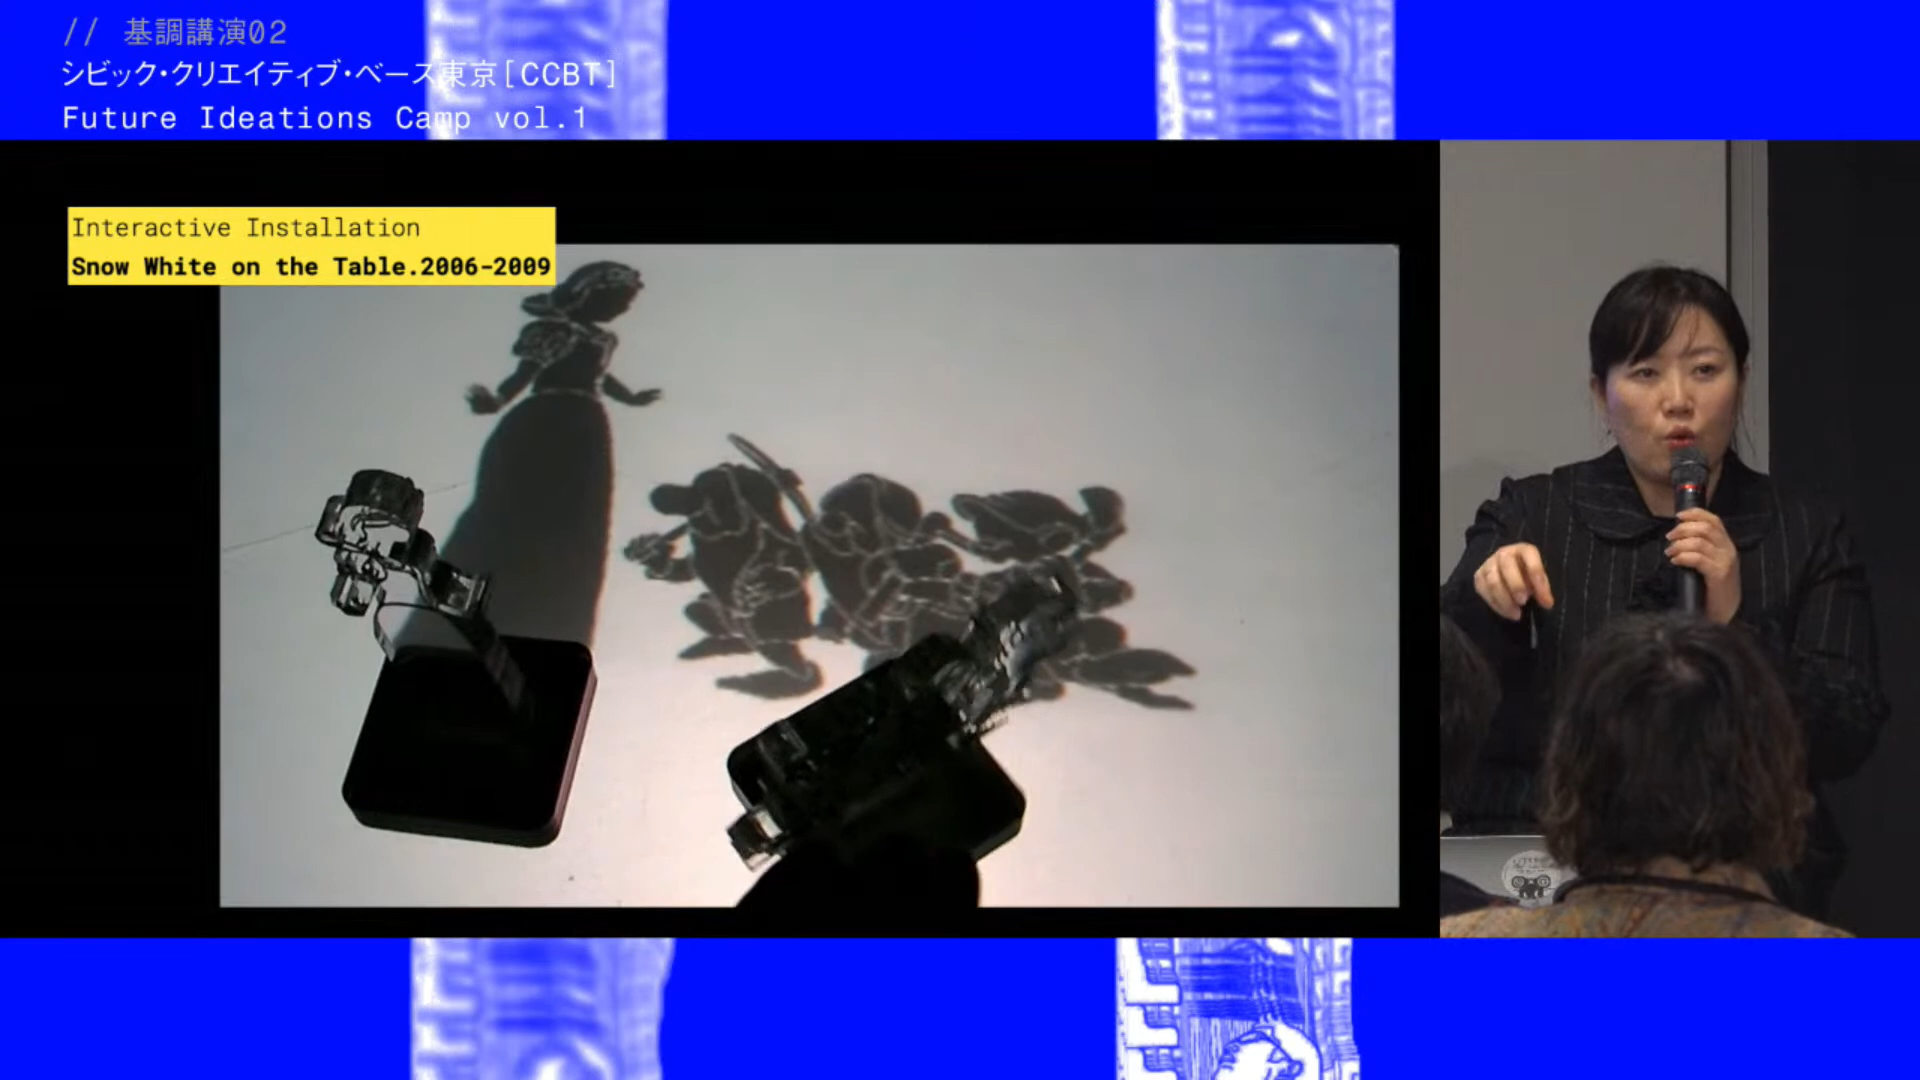 // 基調講演02
シビック・クリエイティブ・ベース東京[CCBT]
Future Ideations Camp vol.1
Interactive Installation
Snow White on the Table.2006-2009